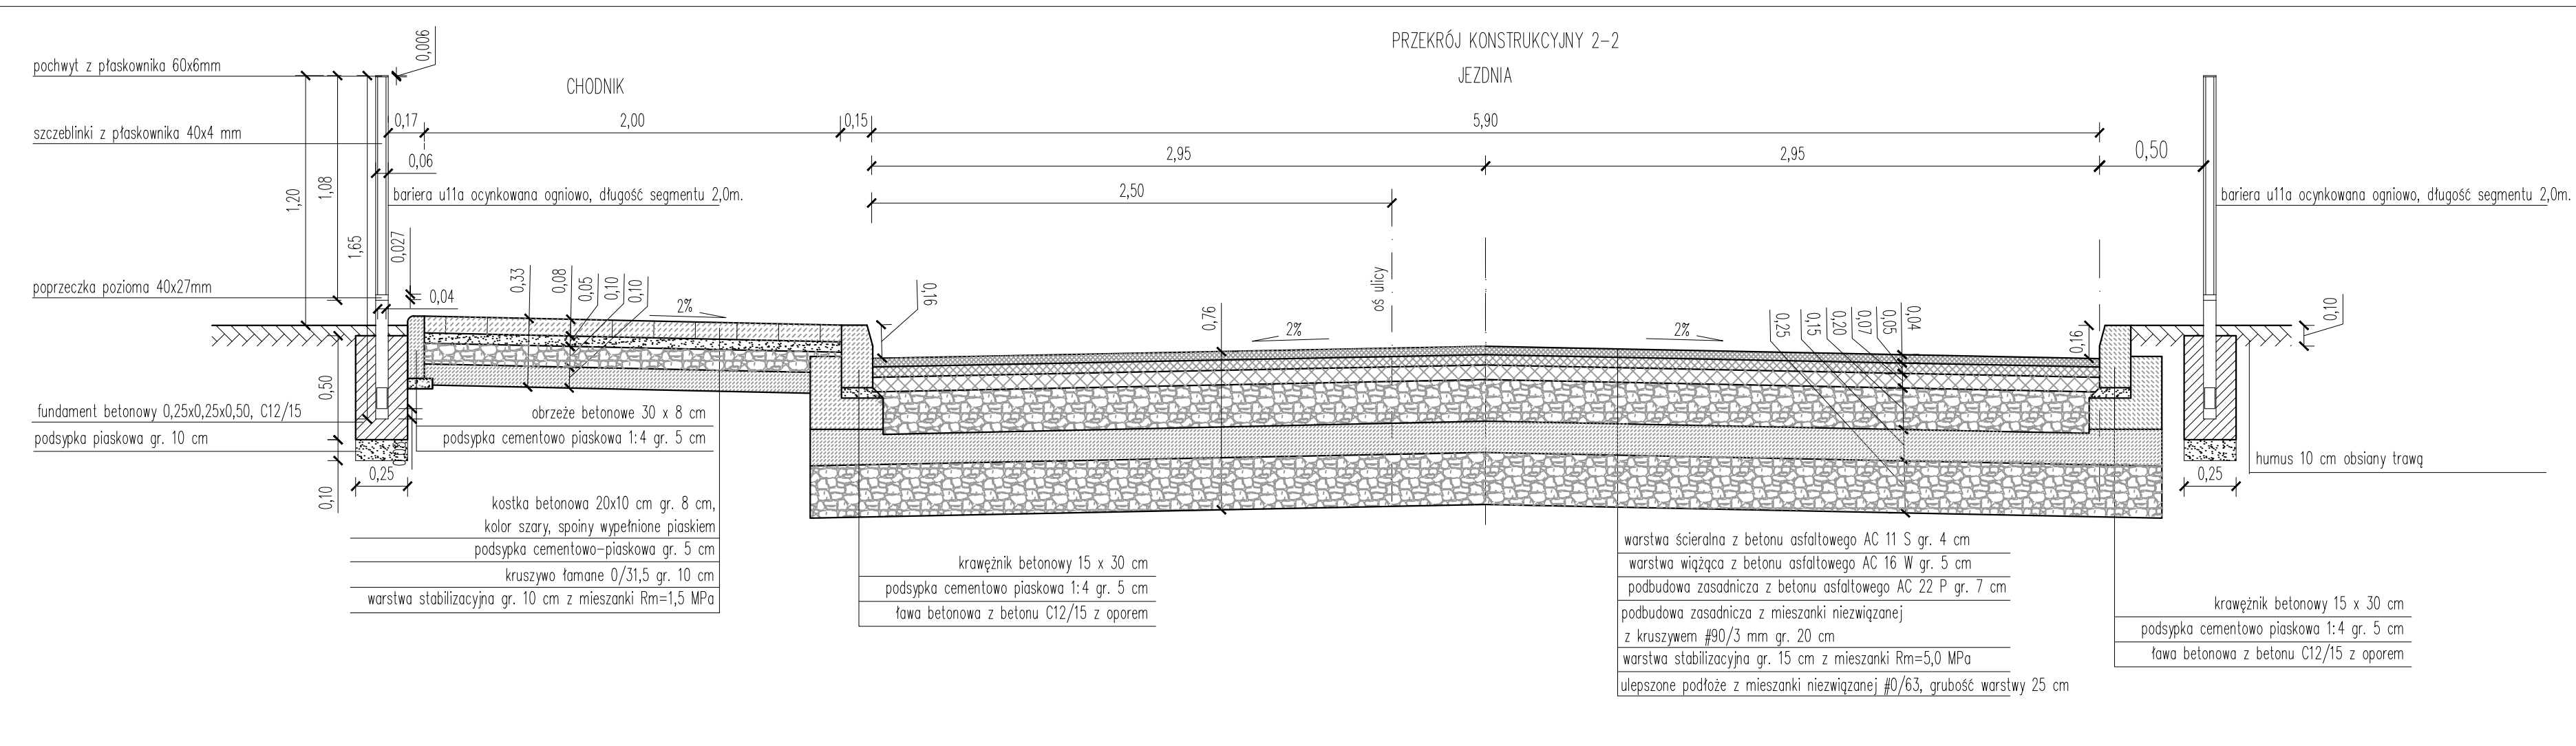 PRZEKRÓJ KONSTRUKCYJNY 2-2
JEZDNIA
CHODNIK
pochwyt z płaskownika 60x6mm
szczeblinki z płaskownika 40x4 mm
poprzeczka pozioma 40x27mm
fundament betonowy 0,25x0,25x0,50, C12/15
podsypka piaskowa gr. 10 cm
0,006
0,17
2,00
0,15
5,90
0,06
2,95
2,95
0,50
2,50
1,20
1,08
1,65
0,027
0,04
bariera u11a ocynkowana ogniowo, długość segmentu 2,0m.
bariera u11a ocynkowana ogniowo, długość segmentu 2,0m.
0,33
0,08
0,05
0,10
0,10
2%
0,16
0,76
2%
oś ulicy
2%
0,25
0,15
0,20
0,07
0,05
0,04
0,16
0,10
0,50
0,10
0,25
0,25
obrzeże betonowe 30 x 8 cm
podsypka cementowo piaskowa 1:4 gr. 5 cm
kostka betonowa 20x10 cm gr. 8 cm,
kolor szary, spoiny wypełnione piaskiem
podsypka cementowo-piaskowa gr. 5 cm
kruszywo łamane 0/31,5 gr. 10 cm
warstwa stabilizacyjna gr. 10 cm z mieszanki Rm=1,5 MPa
krawężnik betonowy 15 x 30 cm
podsypka cementowo piaskowa 1:4 gr. 5 cm
ława betonowa z betonu C12/15 z oporem
warstwa ścieralna z betonu asfaltowego AC 11 S gr. 4 cm
warstwa wiążąca z betonu asfaltowego AC 16 W gr. 5 cm
podbudowa zasadnicza z betonu asfaltowego AC 22 P gr. 7 cm
podbudowa zasadnicza z mieszanki niezwiązanej
z kruszywem #90/3 mm gr. 20 cm
warstwa stabilizacyjna gr. 15 cm z mieszanki Rm=5,0 MPa
ulepszone podłoże z mieszanki niezwiązanej #0/63, grubość warstwy 25 cm
humus 10 cm obsiany trawą
krawężnik betonowy 15 x 30 cm
podsypka cementowo piaskowa 1:4 gr. 5 cm
ława betonowa z betonu C12/15 z oporem